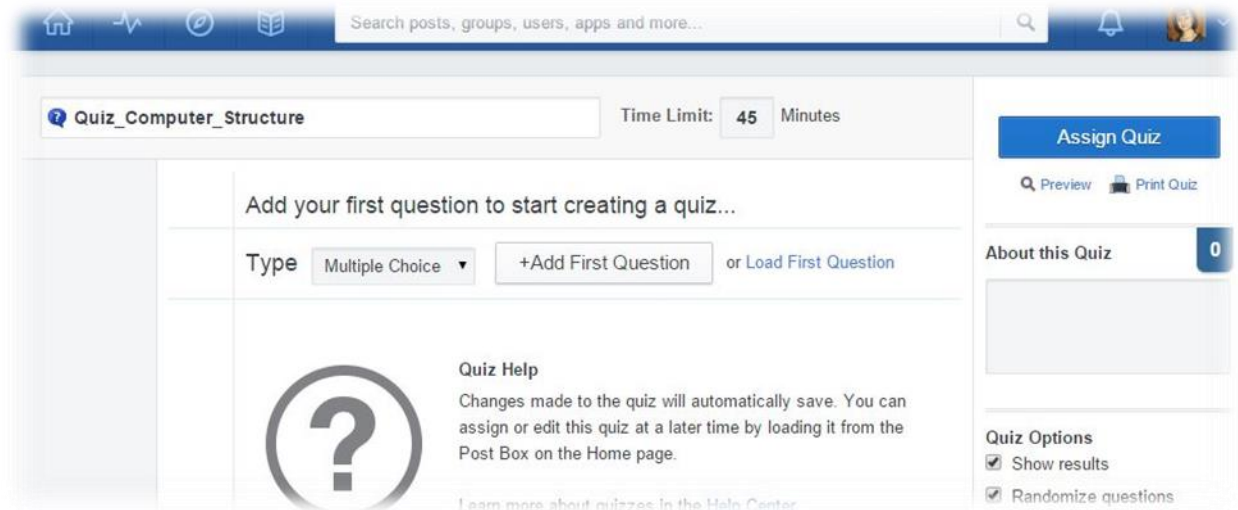 Search posts, groups, users, apps and more...
Quiz_Computer_Structure
Time Limit: 45 Minutes
Assign Quiz
Preview Print Quiz
Add your first question to start creating a quiz...
Type Multiple Choice +Add First Question or Load First Question
About this Quiz 0
Quiz Help
Changes made to the quiz will automatically save. You can
assign or edit this quiz at a later time by loading it from the
Post Box on the Home page.
Learn more about quizzes in the Help Center
Quiz Options
Show results
Randomize questions